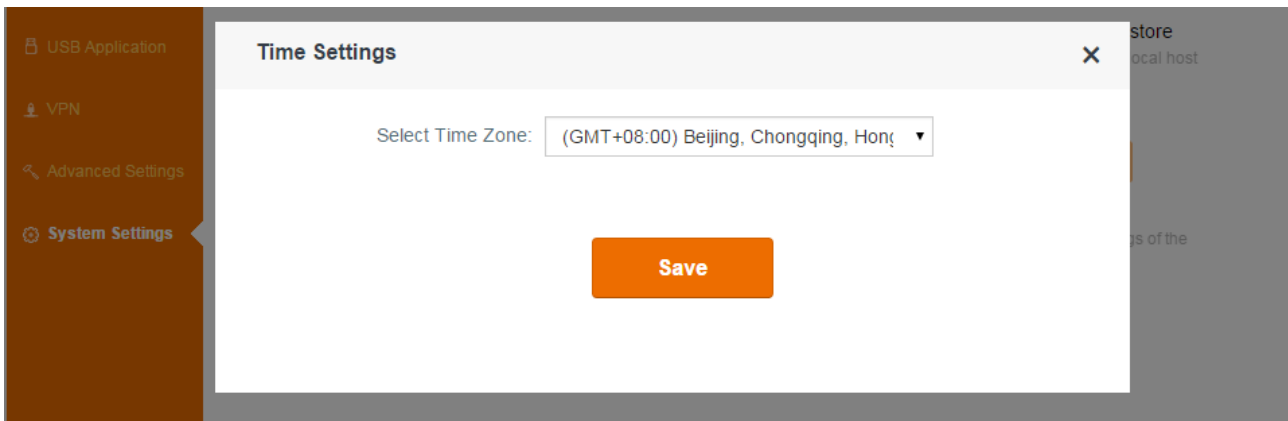 USB Application
VPN
Advanced Settings
System Settings
Time Settings
Select Time Zone: (GMT+08:00) Beijing, Chongqing, Hong
Save
store
ocal host
gs of the